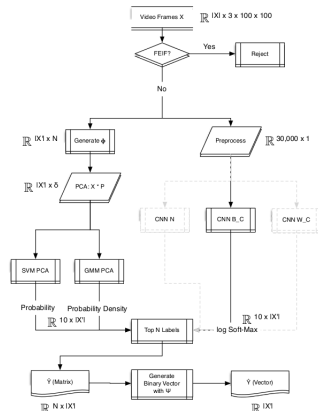 Video Frames X
ℝ |X| x 3 x 100 x 100
FEIF?
Yes
Reject
No
ℝ |X'| x N
Generate ɸ
Preprocess
ℝ 30,000 x 1
ℝ |X'| x δ
PCA: X * P
CNN N
CNN B_C
CNN W_C
SVM PCA
GMM PCA
Probability
Probability Density
ℝ 10 x |X'|
ℝ 10 x |X'|
log Soft-Max
Top N Labels
Ŷ (Matrix)
Generate
Binary Vector
with Ψ
Ŷ (Vector)
ℝ N x |X'|
ℝ |X'|